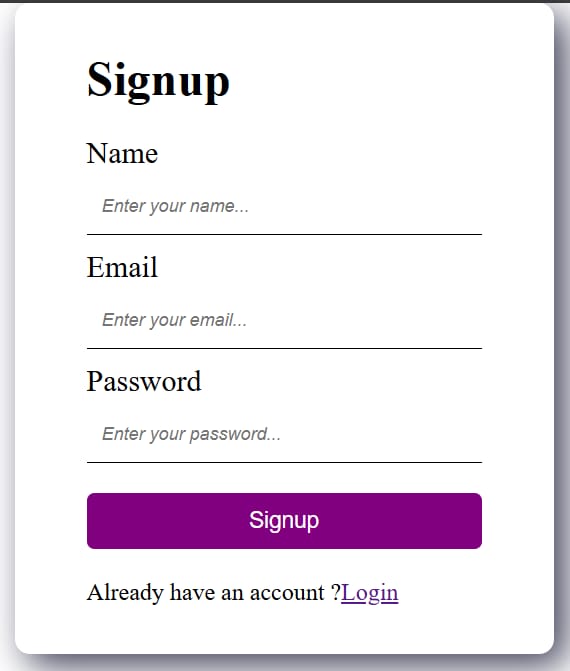 Signup
Name
Enter your name...
Email
Enter your email...
Password
Enter your password...
Signup
Already have an account ?Login